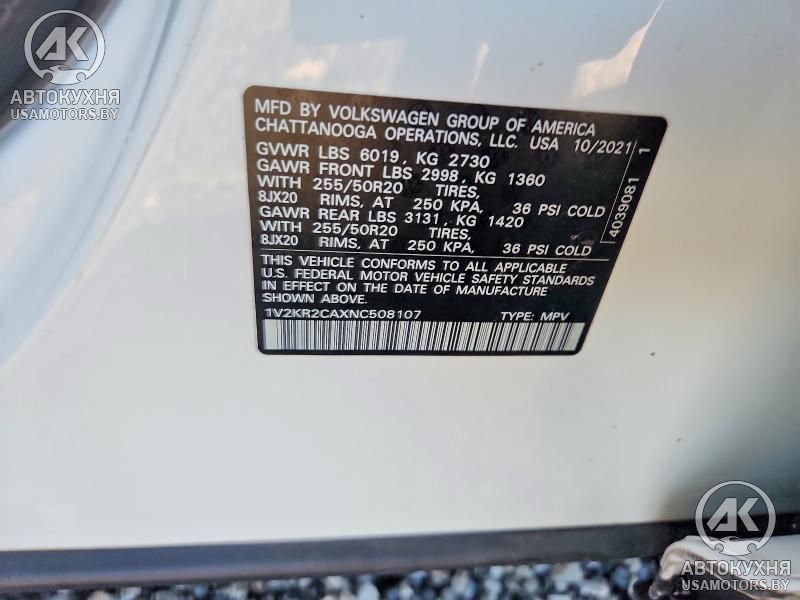 AK
АВТОКУХНЯ
USAMOTORS.BY
MFD BY VOLKSWAGEN GROUP OF AMERICA
CHATTANOOGA OPERATIONS, LLC. USA 10/2021
GVWR LBS 6019, KG 2730
GAWR FRONT LBS 2998, KG 1360
WITH 255/50R20 TIRES,
8JX20 RIMS, AT 250 KPA, 36 PSI COLD
GAWR REAR LBS 3131, KG 1420
WITH 255/50R20 TIRES,
8JX20 RIMS, AT 250 KPA, 36 PSI COLD
THIS VEHICLE CONFORMS TO ALL APPLICABLE
U.S. FEDERAL MOTOR VEHICLE SAFETY STANDARDS
IN EFFECT ON THE DATE OF MANUFACTURE
SHOWN ABOVE.
1V2KR2CAXNC508107 TYPE: MPV
4039081 1
AK
АВТОКУХНЯ
USAMOTORS.BY